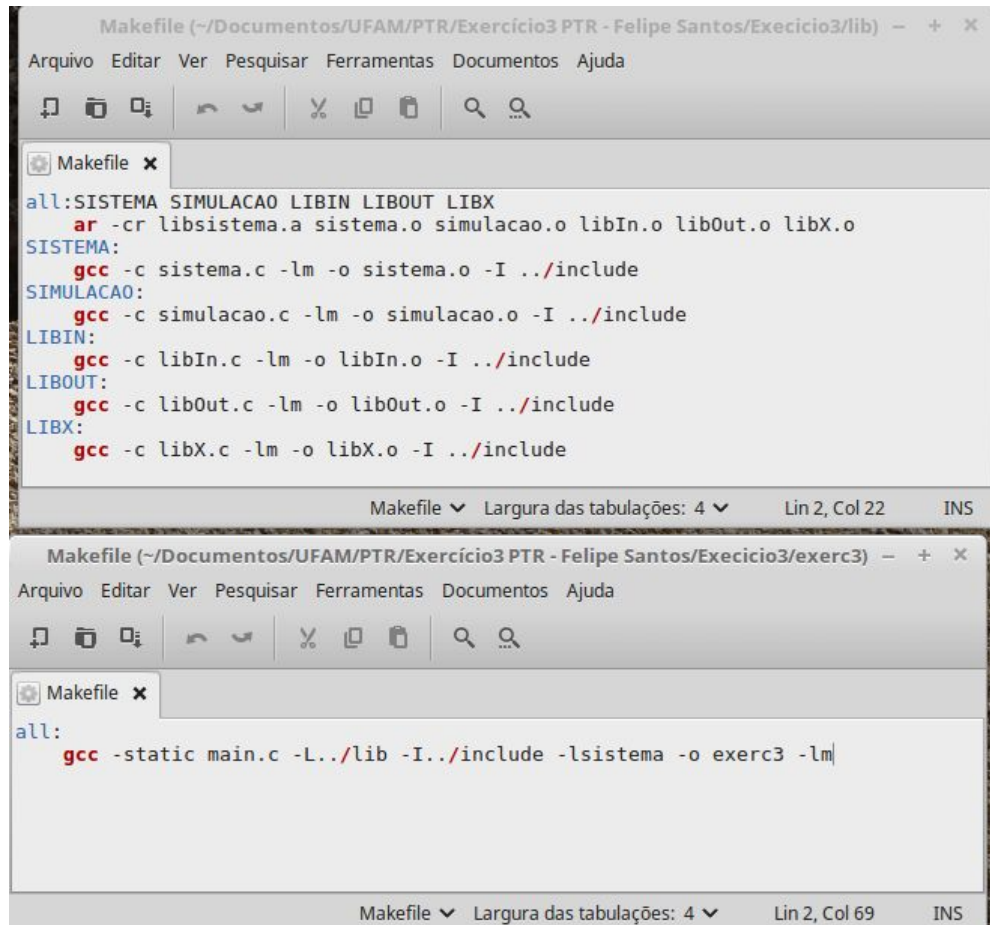 Makefile (~/Documentos/UFAM/PTR/Exercício3 PTR - Felipe Santos/Execicio3/lib)
Arquivo Editar Ver Pesquisar Ferramentas Documentos Ajuda
Makefile
all:SISTEMA SIMULACAO LIBIN LIBOUT LIBX
    ar -cr libsistema.a sistema.o simulacao.o libIn.o libOut.o libX.o
SISTEMA:
    gcc -c sistema.c -lm -o sistema.o -I ../include
SIMULACAO:
    gcc -c simulacao.c -lm -o simulacao.o -I ../include
LIBIN:
    gcc -c libIn.c -lm -o libIn.o -I ../include
LIBOUT:
    gcc -c libOut.c -lm -o libOut.o -I ../include
LIBX:
    gcc -c libX.c -lm -o libX.o -I ../include
Makefile Largura das tabulações: 4 Lin 2, Col 22 INS
Makefile (~/Documentos/UFAM/PTR/Exercício3 PTR - Felipe Santos/Execicio3/exerc3)
Arquivo Editar Ver Pesquisar Ferramentas Documentos Ajuda
Makefile
all:
    gcc -static main.c -L../lib -I../include -lsistema -o exerc3 -lm
Makefile Largura das tabulações: 4 Lin 2, Col 69 INS